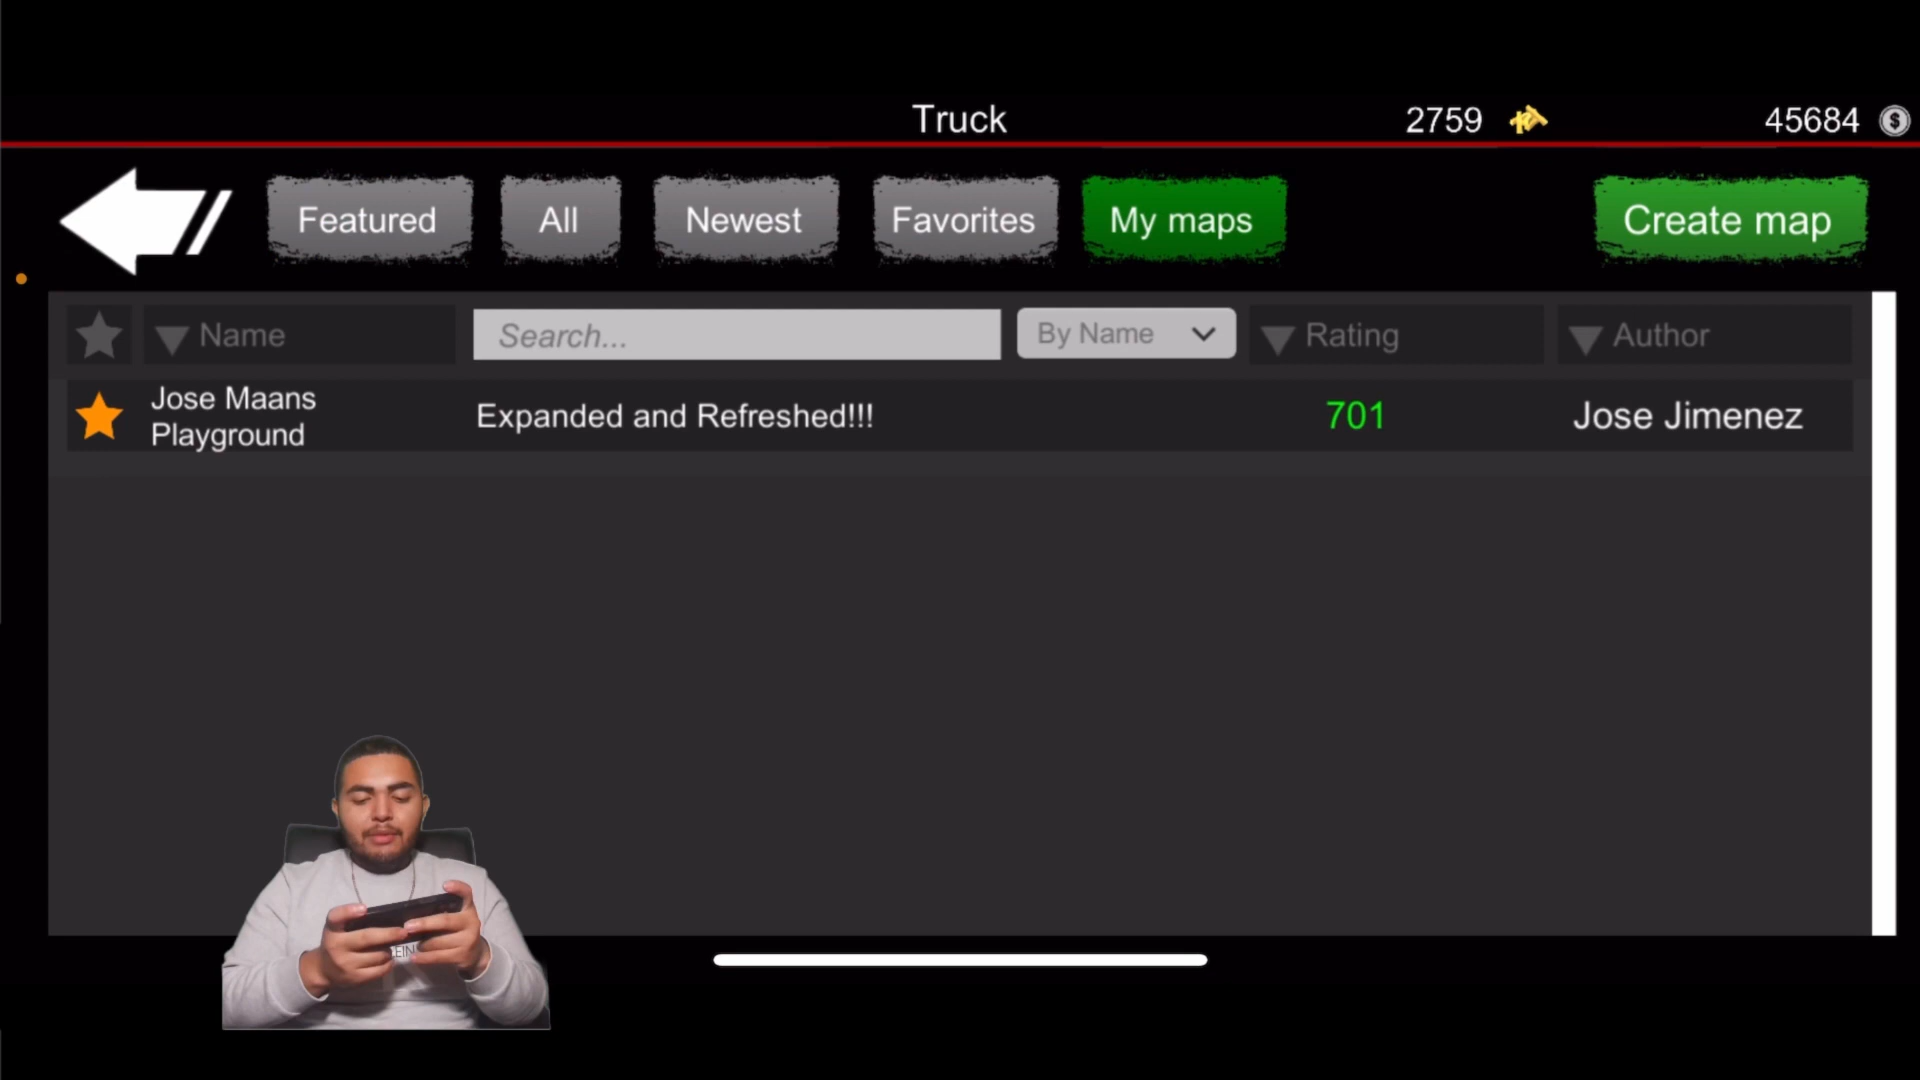 Truck
2759
45684
Featured
All
Newest
Favorites
My maps
Create map
Name
Search...
By Name
Rating
Author
Jose Maans
Playground
Expanded and Refreshed!!!
701
Jose Jimenez